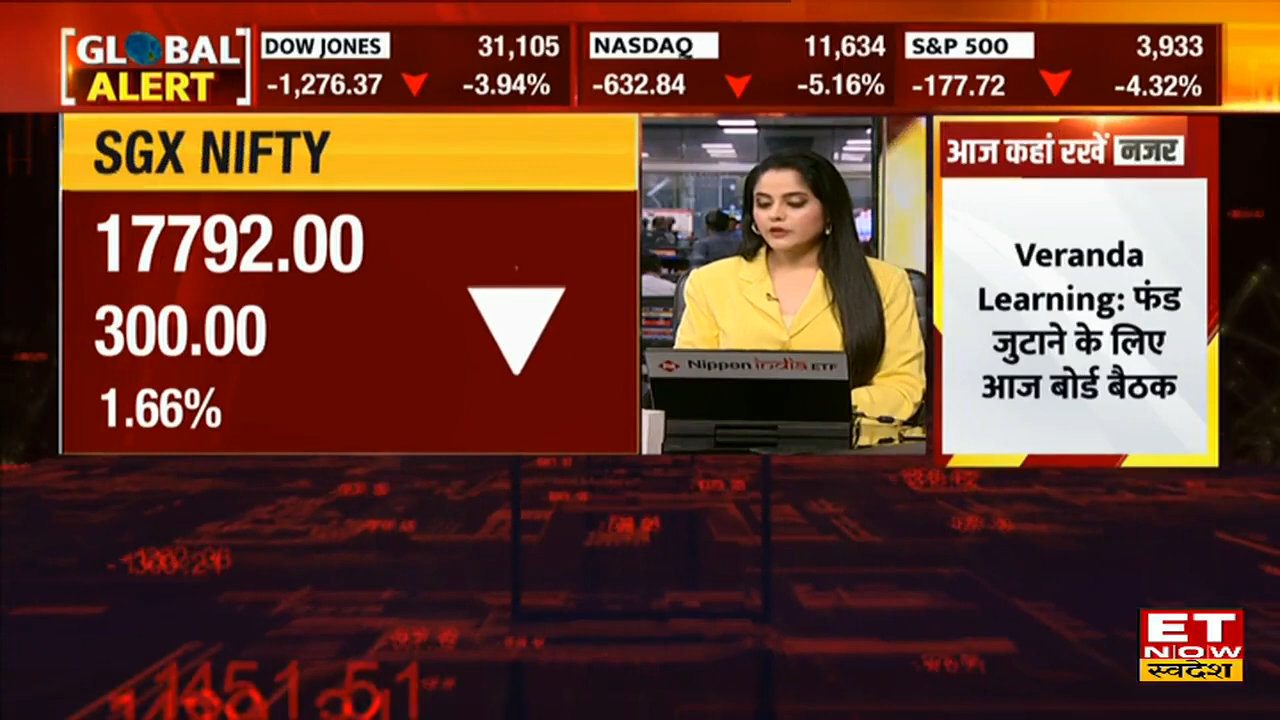 GLOBAL
ALERT
DOW JONES 31,105
-1,276.37 -3.94%
NASDAQ 11,634
-632.84 -5.16%
S&P 500 3,933
-177.72 -4.32%
SGX NIFTY
17792.00
300.00
1.66%
Nippon india ETF
आज कहां रखें नजर
Veranda
Learning: फंड
जुटाने के लिए
आज बोर्ड बैठक
1451.51
ET
NOW
स्वदेश